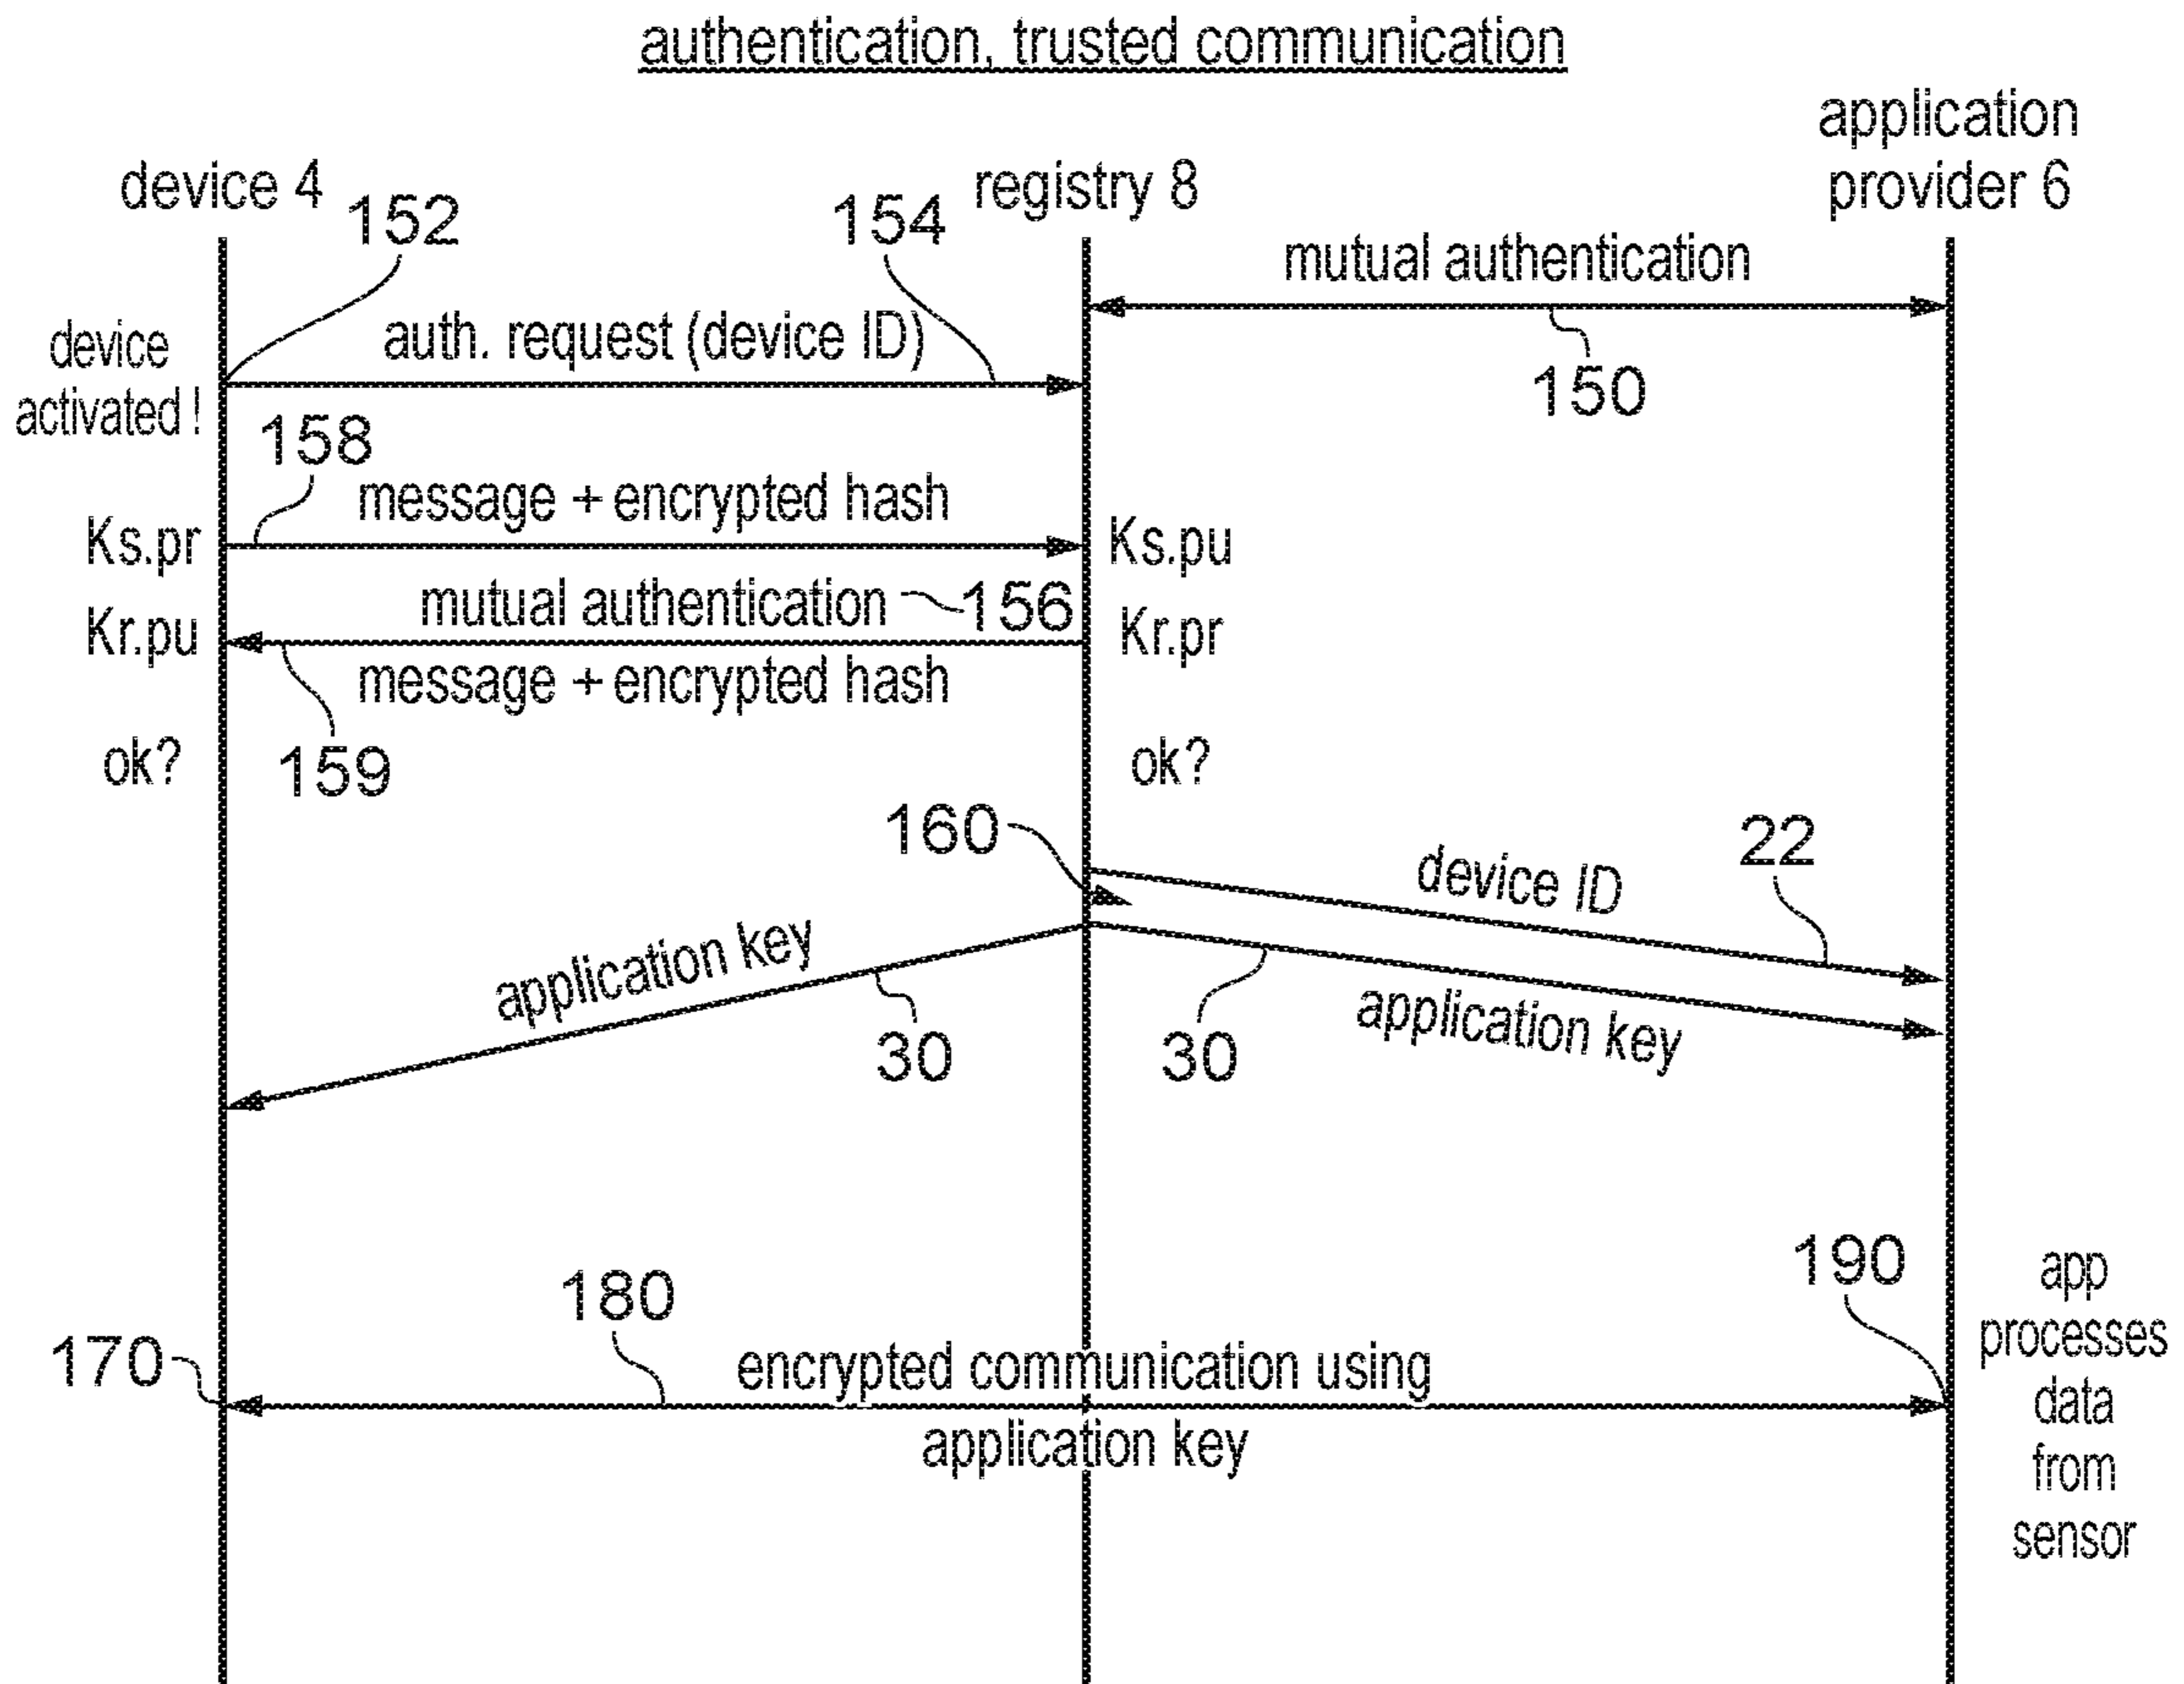 authentication, trusted communication
device 4
registry 8
application
provider 6
152
154
mutual authentication
150
device
activated !
auth. request (device ID)
158
message + encrypted hash
Ks.pr
Ks.pu
mutual authentication
156
Kr.pu
Kr.pr
message + encrypted hash
159
ok?
ok?
160
device ID
22
application key
30
application key
30
170
180
190
encrypted communication using
application key
app
processes
data
from
sensor